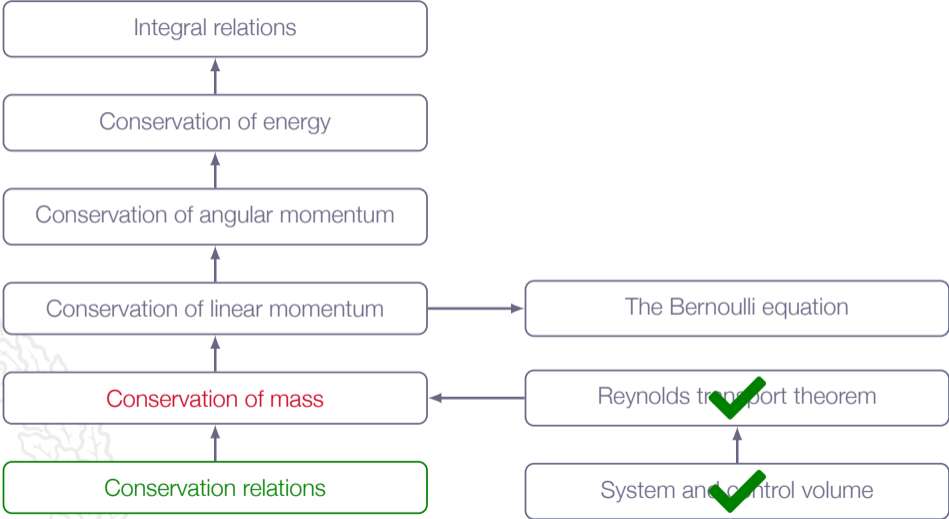 Integral relations
Conservation of energy
Conservation of angular momentum
Conservation of linear momentum
The Bernoulli equation
Conservation of mass
Reynolds transport theorem
Conservation relations
System and control volume